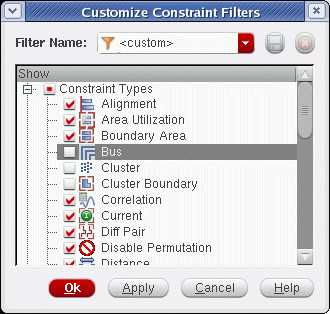 Customize Constraint Filters
Filter Name: <custom>
Show
Constraint Types
Alignment
Area Utilization
Boundary Area
Bus
Cluster
Cluster Boundary
Correlation
Current
Diff Pair
Disable Permutation
Distance
Ok Apply Cancel Help